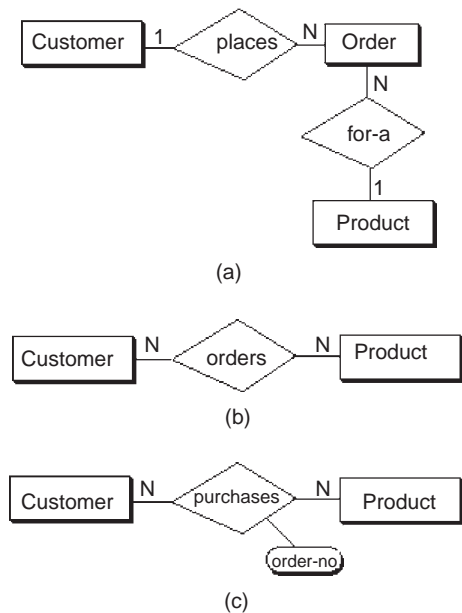 Customer 1 places N Order
N
for-a
1
Product
(a)
Customer N orders N Product
(b)
Customer N purchases N Product
order-no
(c)